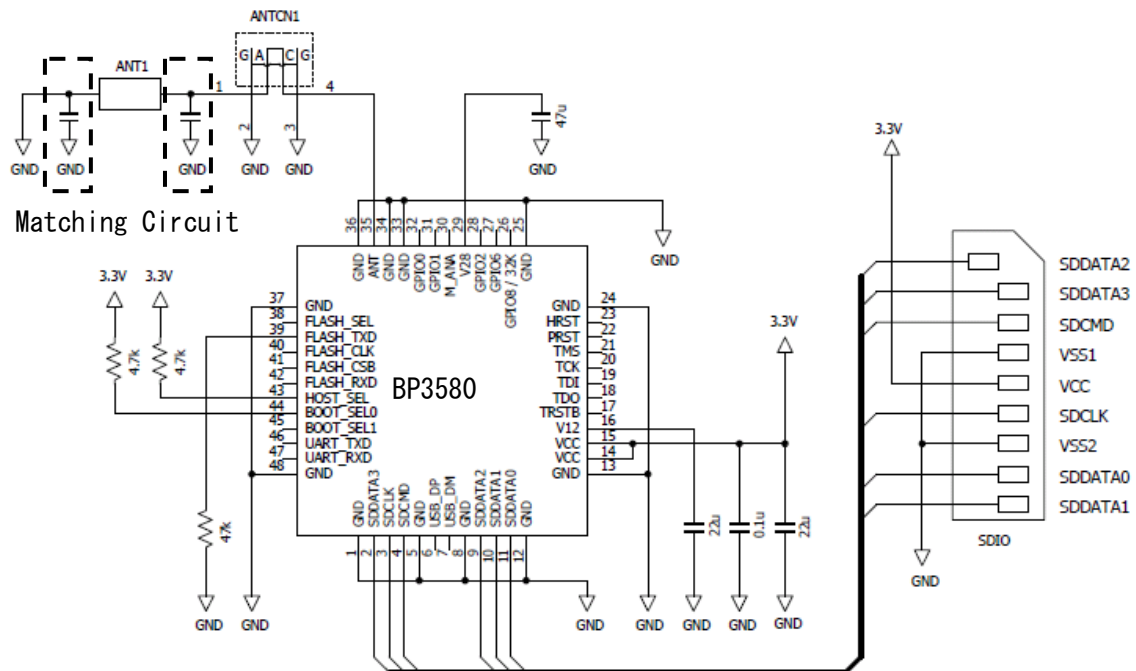 ANTCN1
G A C G
ANT1
1
4
2
3
GND
GND
GND
GND
GND
47u
GND
3.3V
Matching Circuit
36
35
34
33
32
31
30
29
28
27
26
25
GND
ANT
GND
GND
GPIO0
GPIO1
M_ANA
V28
GPIO2
GPIO6
GPIO8 / 32K
GND
GND
3.3V
3.3V
4.7k
4.7k
37 GND
38 FLASH_SEL
39 FLASH_TXD
40 FLASH_CLK
41 FLASH_CSB
42 FLASH_RXD
43 HOST_SEL
44 BOOT_SEL0
45 BOOT_SEL1
46 UART_TXD
47 UART_RXD
48 GND
BP3580
GND 24
HRST 23
PRST 22
TMS 21
TCK 20
TDI 19
TDO 18
TRSTB 17
V12 16
VCC 15
VCC 14
GND 13
3.3V
GND
SDDATA3
SDCLK
SDCMD
GND
USB_DP
USB_DM
GND
SDDATA2
SDDATA1
SDDATA0
GND
1
2
3
4
5
6
7
8
9
10
11
12
47k
22u
0.1u
22u
GND
GND
GND
GND
GND
GND
GND
SDDATA2
SDDATA3
SDCMD
VSS1
VCC
SDCLK
VSS2
SDDATA0
SDDATA1
SDIO
GND